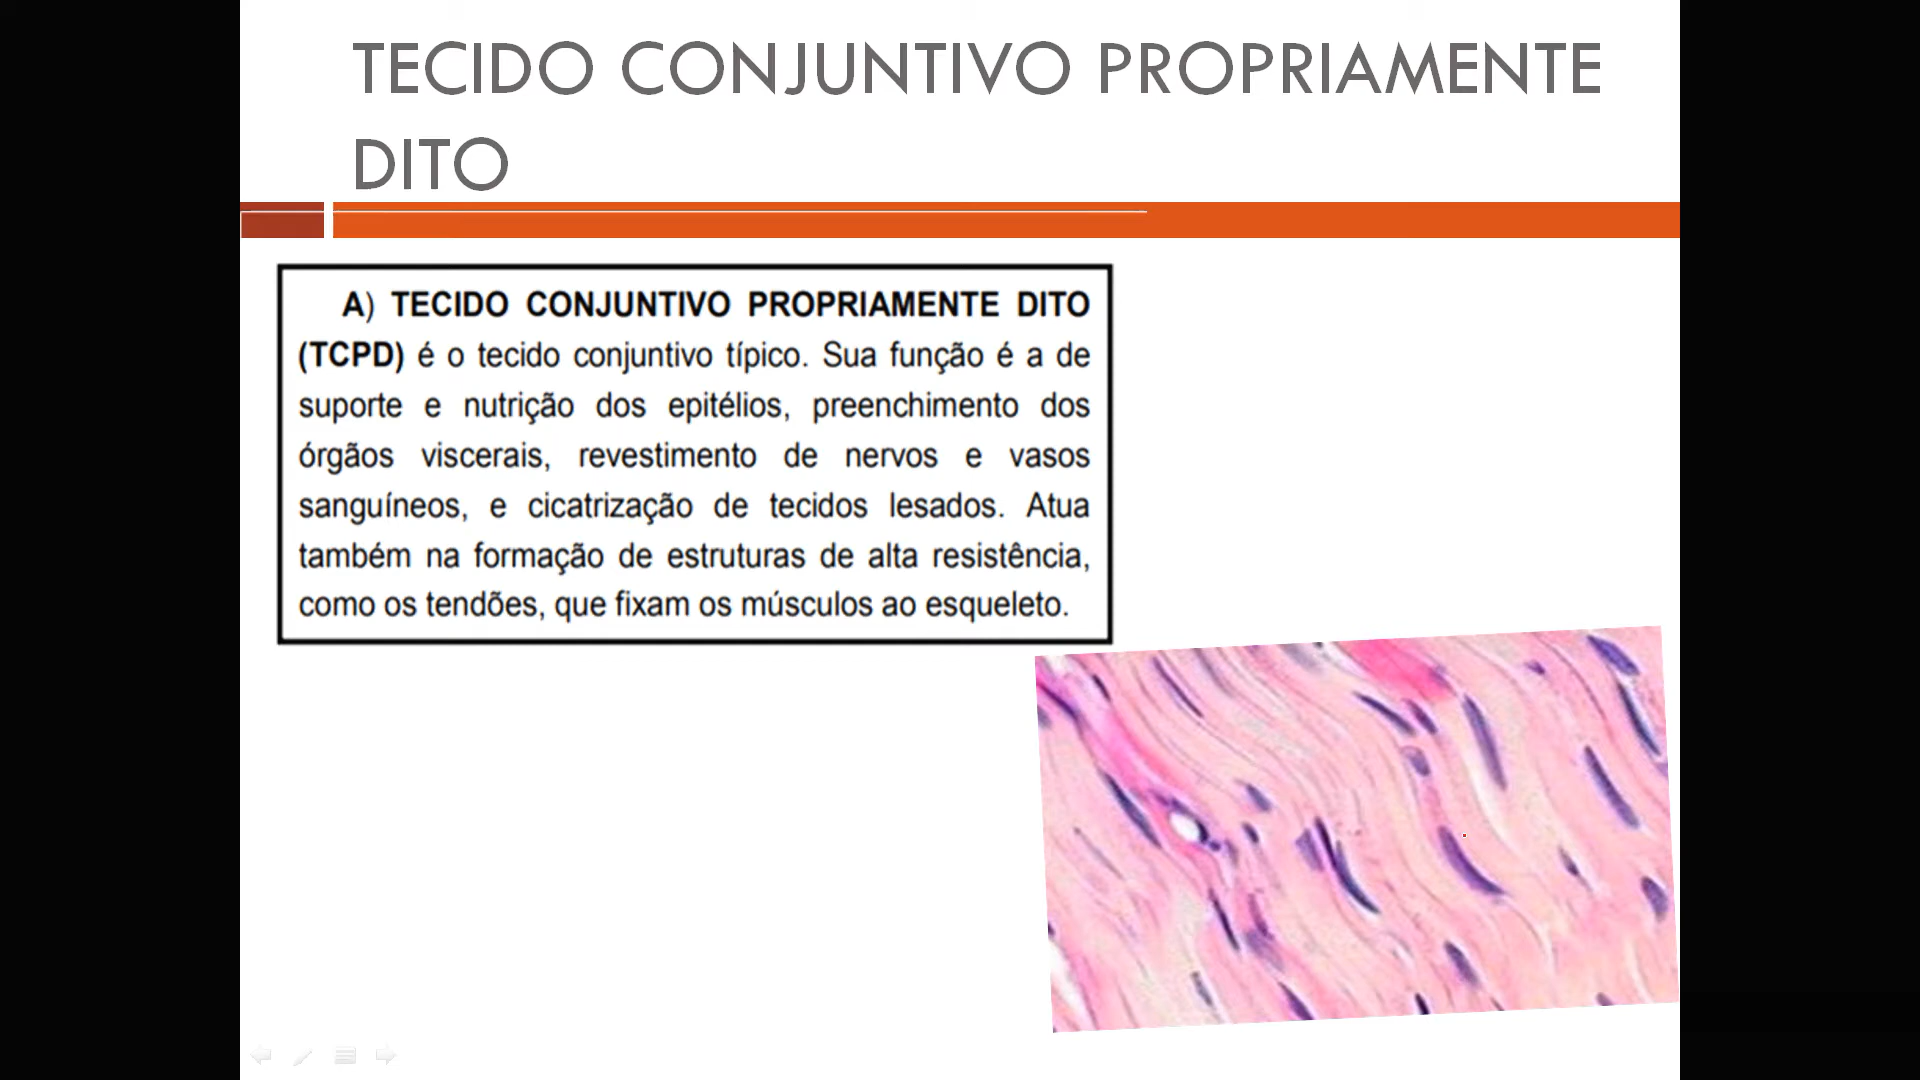 TECIDO CONJUNTIVO PROPRIAMENTE
DITO
A) TECIDO CONJUNTIVO PROPRIAMENTE DITO
(TCPD) é o tecido conjuntivo típico. Sua função é a de
suporte e nutrição dos epitélios, preenchimento dos
órgãos viscerais, revestimento de nervos e vasos
sanguíneos, e cicatrização de tecidos lesados. Atua
também na formação de estruturas de alta resistência,
como os tendões, que fixam os músculos ao esqueleto.